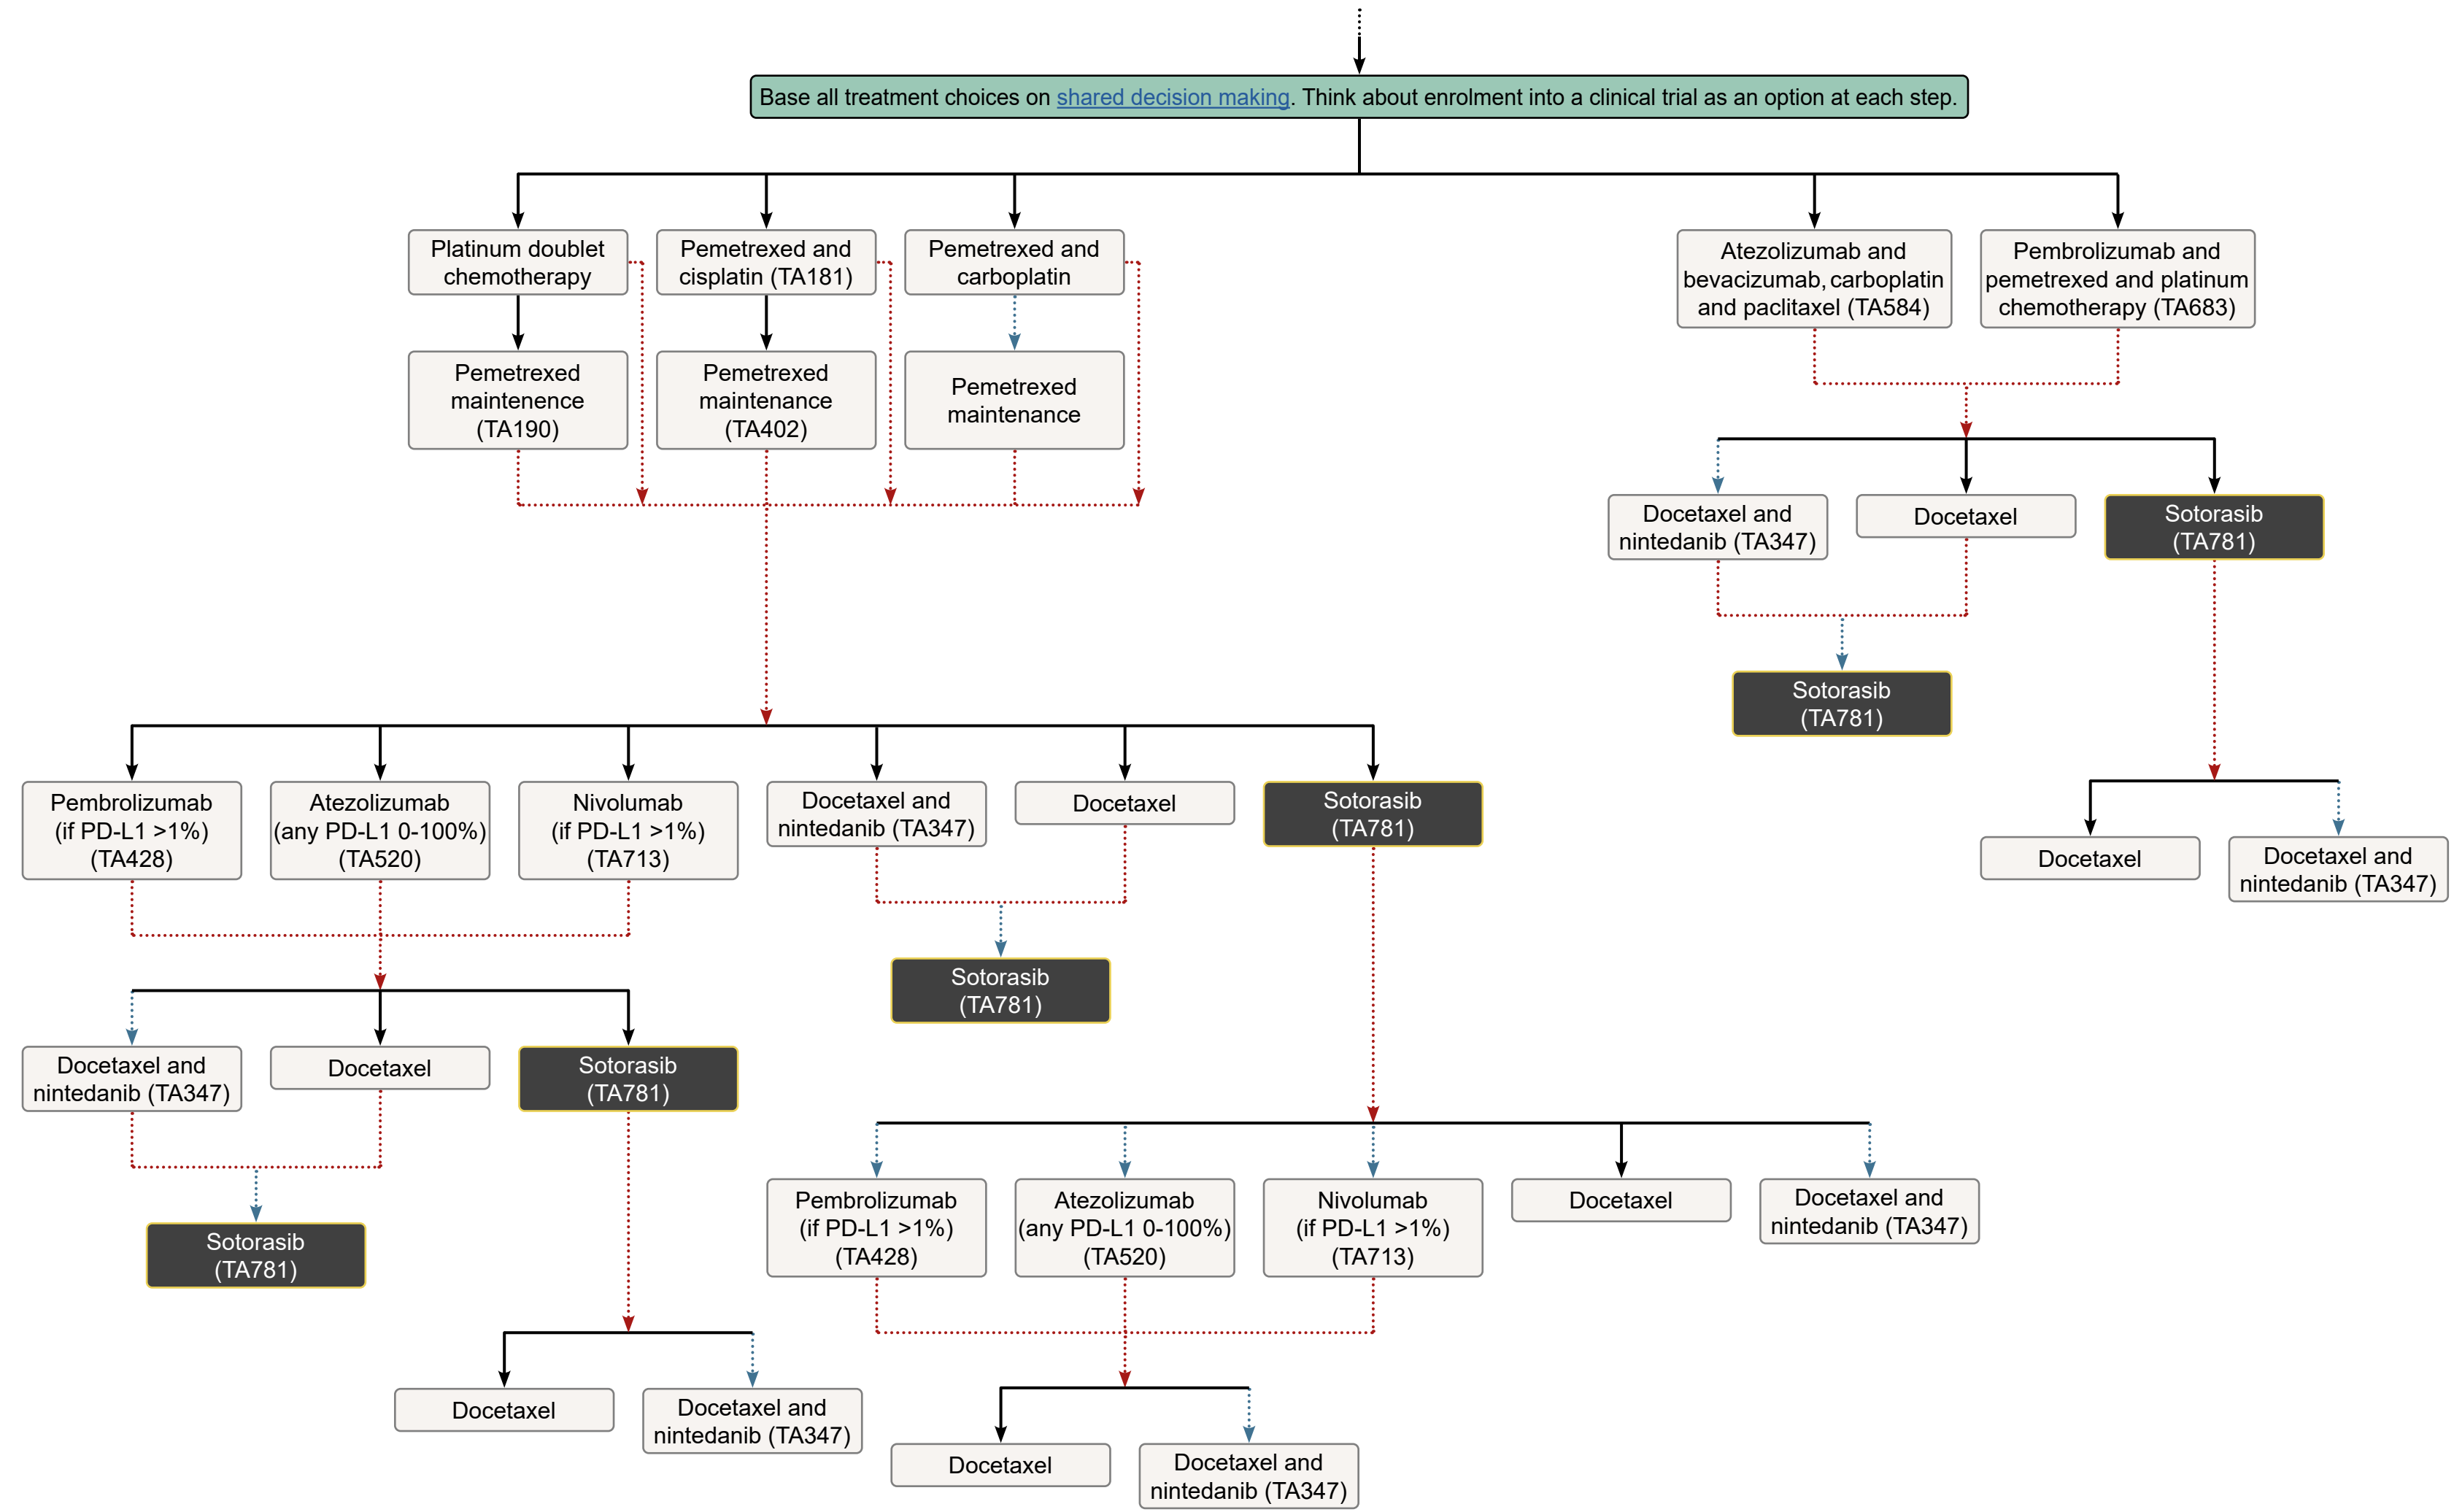 Base all treatment choices on shared decision making. Think about enrolment into a clinical trial as an option at each step.
Platinum doublet
chemotherapy
Pemetrexed and
cisplatin (TA181)
Pemetrexed and
carboplatin
Atezolizumab and
bevacizumab, carboplatin
and paclitaxel (TA584)
Pembrolizumab and
pemetrexed and platinum
chemotherapy (TA683)
Pemetrexed
maintenence
(TA190)
Pemetrexed
maintenance
(TA402)
Pemetrexed
maintenance
Docetaxel and
nintedanib (TA347)
Docetaxel
Sotorasib
(TA781)
Sotorasib
(TA781)
Pembrolizumab
(if PD-L1 >1%)
(TA428)
Atezolizumab
(any PD-L1 0-100%)
(TA520)
Nivolumab
(if PD-L1 >1%)
(TA713)
Docetaxel and
nintedanib (TA347)
Docetaxel
Sotorasib
(TA781)
Docetaxel
Docetaxel and
nintedanib (TA347)
Sotorasib
(TA781)
Docetaxel and
nintedanib (TA347)
Docetaxel
Sotorasib
(TA781)
Pembrolizumab
(if PD-L1 >1%)
(TA428)
Atezolizumab
(any PD-L1 0-100%)
(TA520)
Nivolumab
(if PD-L1 >1%)
(TA713)
Docetaxel
Docetaxel and
nintedanib (TA347)
Sotorasib
(TA781)
Docetaxel
Docetaxel and
nintedanib (TA347)
Docetaxel
Docetaxel and
nintedanib (TA347)